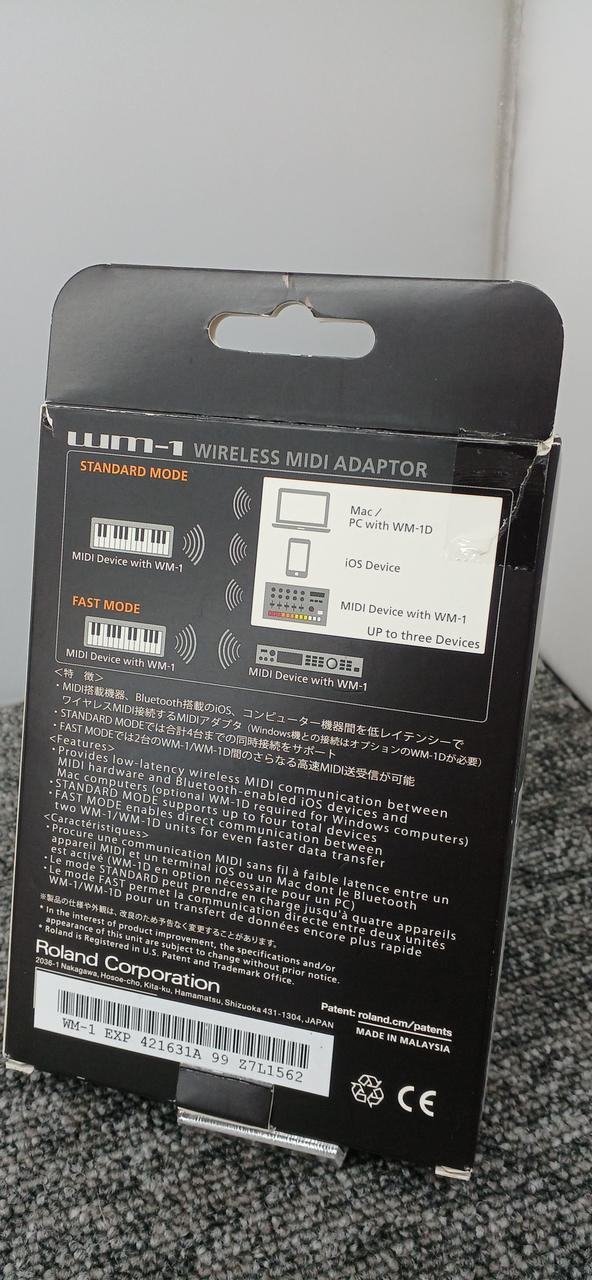 WM-1 WIRELESS MIDI ADAPTOR
STANDARD MODE
Mac /
PC with WM-1D
MIDI Device with WM-1
iOS Device
MIDI Device with WM-1
UP to three Devices
FAST MODE
MIDI Device with WM-1
MIDI Device with WM-1
<特 徴>
・MIDI搭載機器、Bluetooth搭載のiOS、コンピューター機器間を低レイテンシーで
ワイヤレスMIDI接続するMIDIアダプタ (Windows機との接続はオプションのWM-1Dが必要)
・STANDARD MODEでは合計4台までの同時接続をサポート
・FAST MODEでは2台のWM-1/WM-1D間のさらなる高速MIDI送受信が可能
<Features>
・Provides low-latency wireless MIDI communication between
MIDI hardware and Bluetooth-enabled iOS devices and
Mac computers (optional WM-1D required for Windows computers)
・STANDARD MODE supports up to four total devices
・FAST MODE enables direct communication between
two WM-1/WM-1D units for even faster data transfer
<Caractéristiques>
・Procure une communication MIDI sans fil à faible latence entre un
appareil MIDI et un terminal iOS ou un Mac dont le Bluetooth
est activé (WM-1D en option nécessaire pour un PC)
・Le mode STANDARD peut prendre en charge jusqu'à quatre appareils
・Le mode FAST permet la communication directe entre deux unités
WM-1/WM-1D pour un transfert de données encore plus rapide
※製品の仕様や外観は、改良のため予告なく変更することがあります。
* In the interest of product improvement, the specifications and/or
appearance of this unit are subject to change without prior notice.
* Roland is Registered in U.S. Patent and Trademark Office.
Roland Corporation
2036-1 Nakagawa, Hosoe-cho, Kita-ku, Hamamatsu, Shizuoka 431-1304, JAPAN
Patent: roland.cm/patents
MADE IN MALAYSIA
WM-1 EXP 421631A 99 Z7L1562
CE